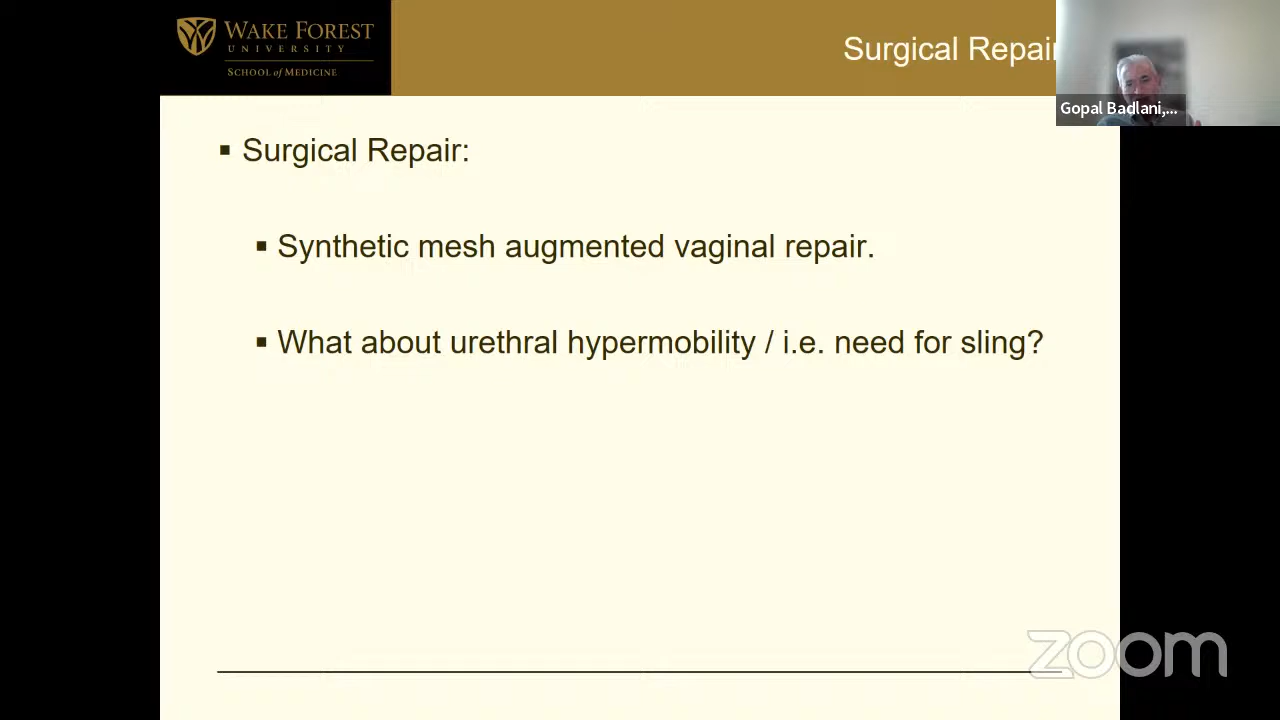 WAKE FOREST
UNIVERSITY
SCHOOL of MEDICINE
Surgical Repair
Gopal Badlani,...
▪ Surgical Repair:
▪ Synthetic mesh augmented vaginal repair.
▪ What about urethral hypermobility / i.e. need for sling?
zoom